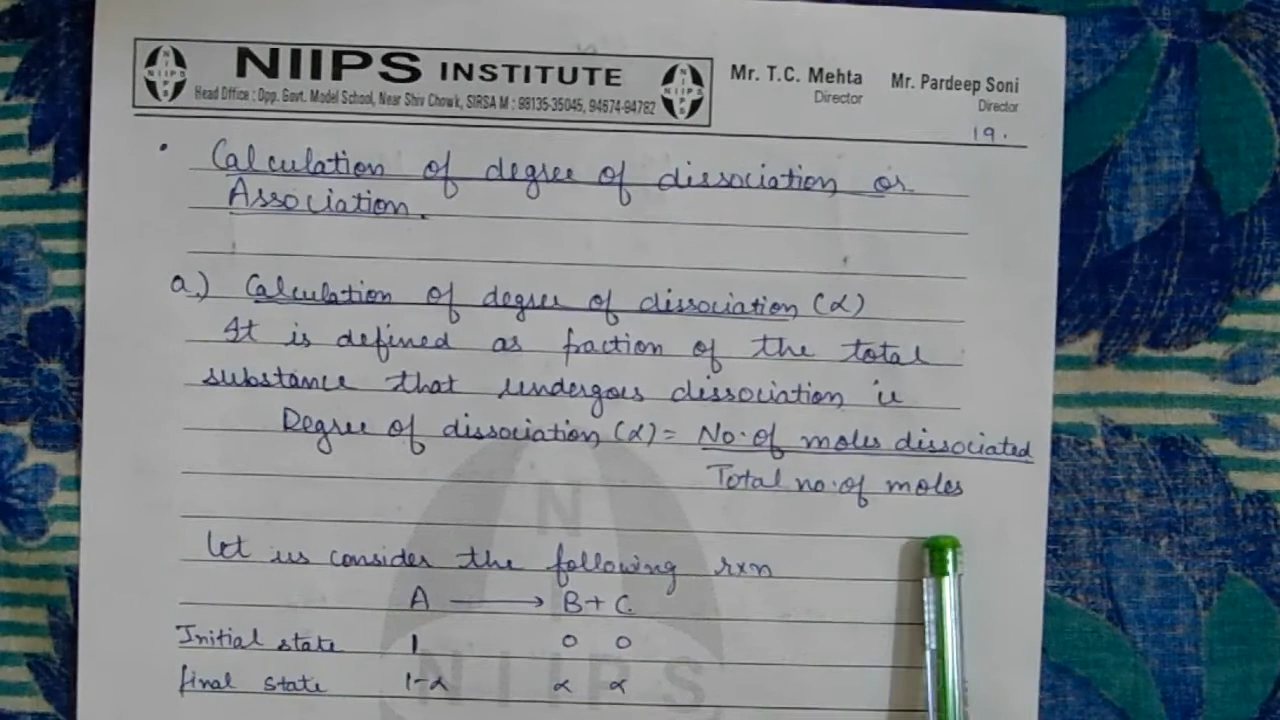 NIIPS INSTITUTE
Head Office : Opp. Govt. Model School, Near Shiv Chowk, SIRSA M : 98135-35045, 94674-94782
Mr. T.C. Mehta
Director
Mr. Pardeep Soni
Director
19.
• Calculation of degree of dissociation or
Association.
a.) Calculation of degree of dissociation (α)
It is defined as fraction of the total
substance that undergoes dissociation ie
Degree of dissociation (α) = No. of moles dissociated
Total no. of moles
Let us consider the following rxn
A ⟶ B + C
Initial state 1 0 0
final state 1-α α α
NIIPS